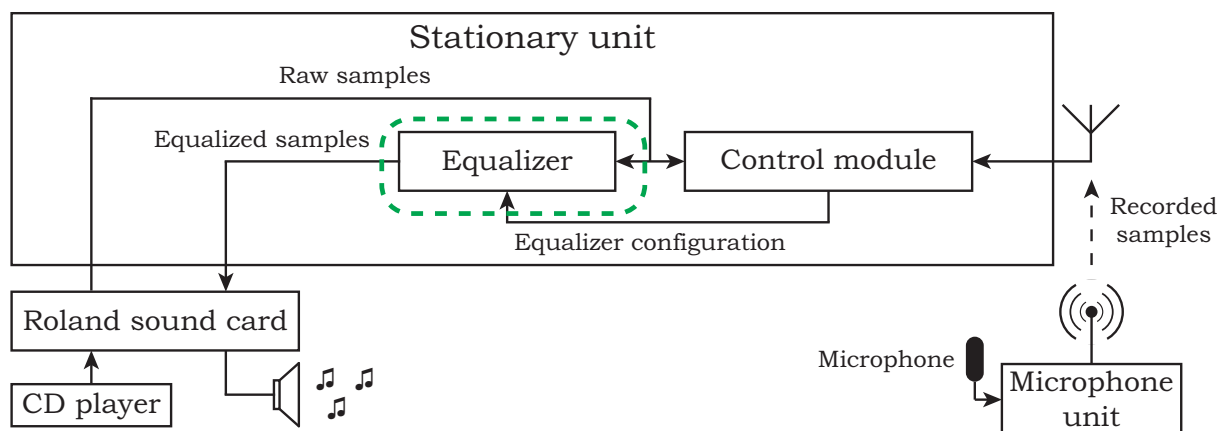 Stationary unit
Raw samples
Equalized samples
Equalizer
Control module
Equalizer configuration
Recorded
samples
Roland sound card
CD player
Microphone
Microphone
unit